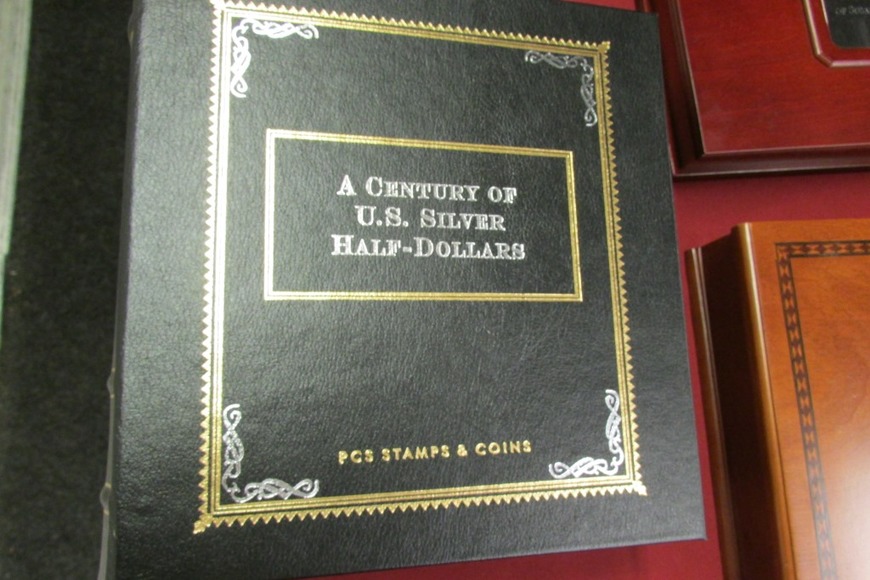 A Century of
U.S. Silver
Half-Dollars
PCS STAMPS & COINS